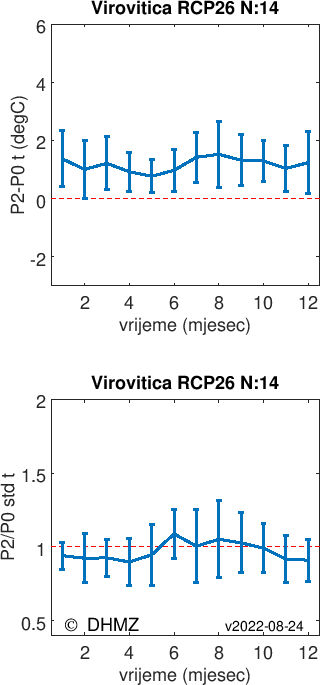 Virovitica RCP26 N:14
P2-P0 t (degC)
6
4
2
0
-2
2 4 6 8 10 12
vrijeme (mjesec)
Virovitica RCP26 N:14
P2/P0 std t
2
1.5
1
0.5
© DHMZ
v2022-08-24
2 4 6 8 10 12
vrijeme (mjesec)